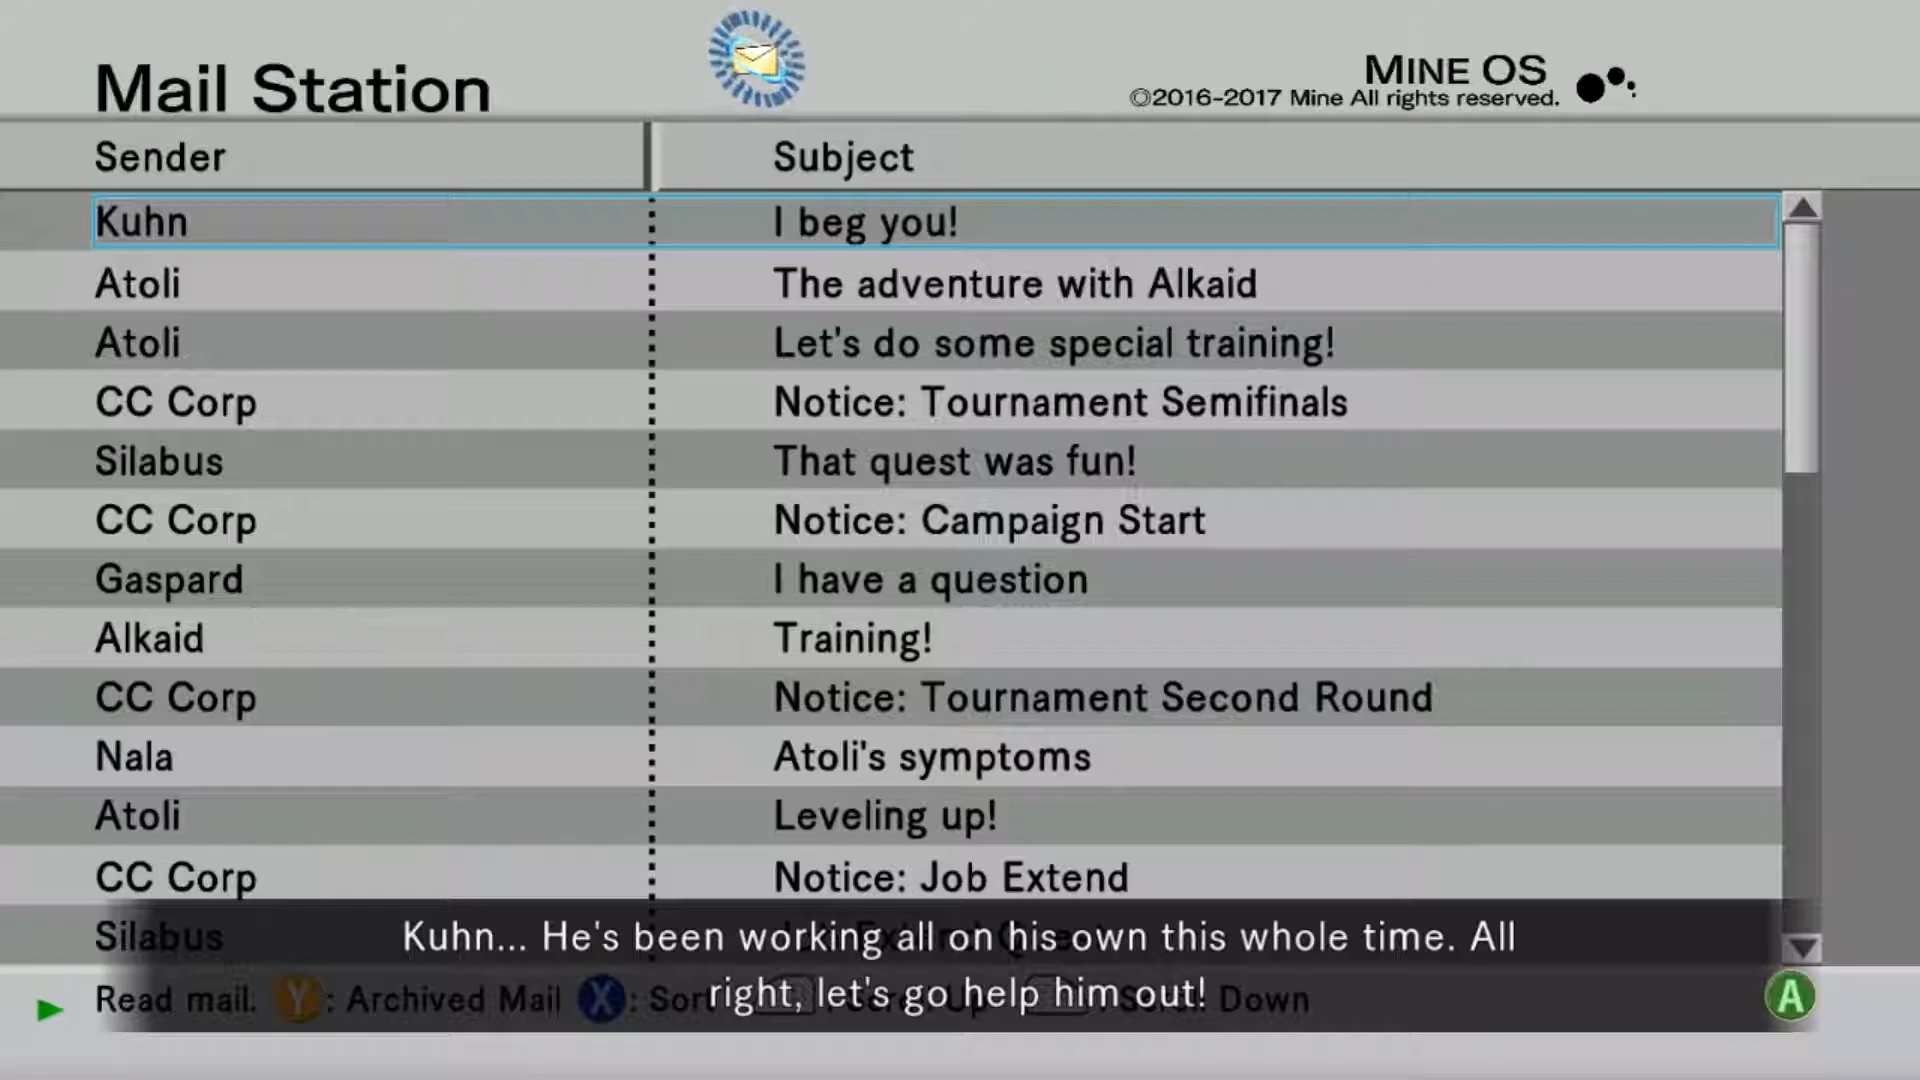 Mail Station
MINE OS
©2016-2017 Mine All rights reserved.
Sender Subject
Kuhn I beg you!
Atoli The adventure with Alkaid
Atoli Let's do some special training!
CC Corp Notice: Tournament Semifinals
Silabus That quest was fun!
CC Corp Notice: Campaign Start
Gaspard I have a question
Alkaid Training!
CC Corp Notice: Tournament Second Round
Nala Atoli's symptoms
Atoli Leveling up!
CC Corp Notice: Job Extend
Silabus
Kuhn... He's been working all on his own this whole time. All
right, let's go help him out!
Read mail. Y: Archived Mail X: Sort Down
A